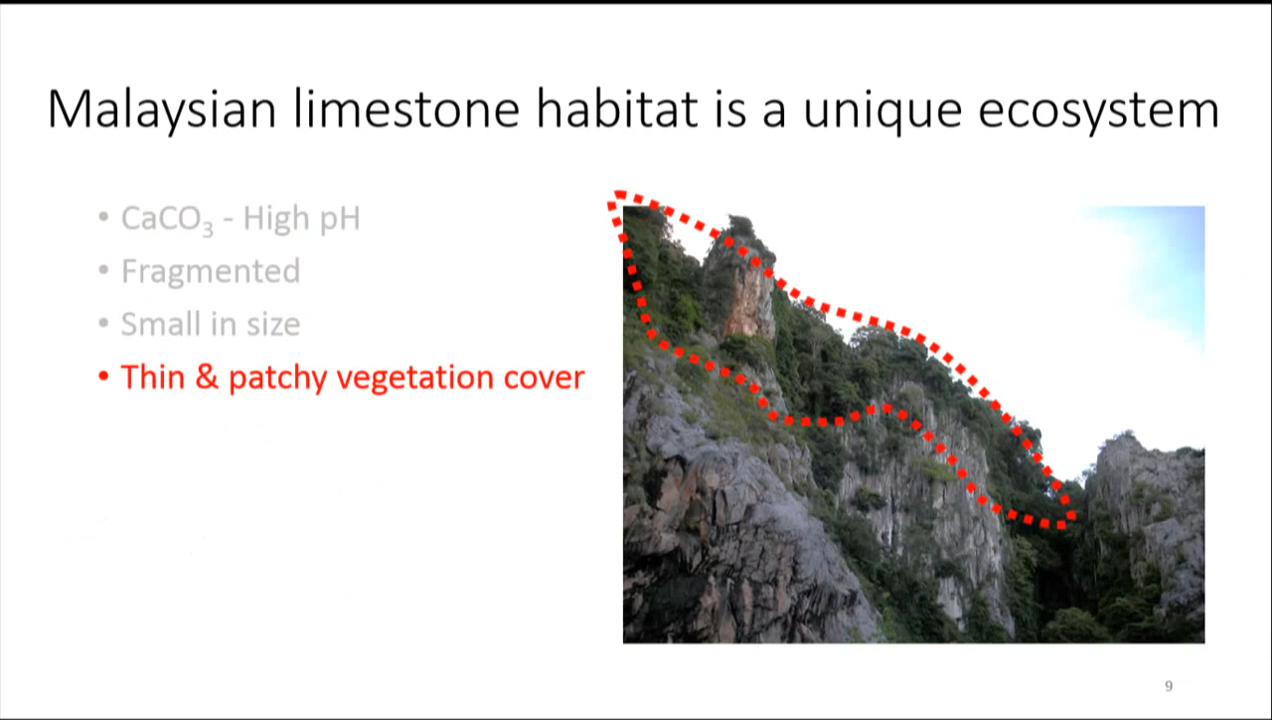 Malaysian limestone habitat is a unique ecosystem
• CaCO₃ - High pH
• Fragmented
• Small in size
• Thin & patchy vegetation cover
9